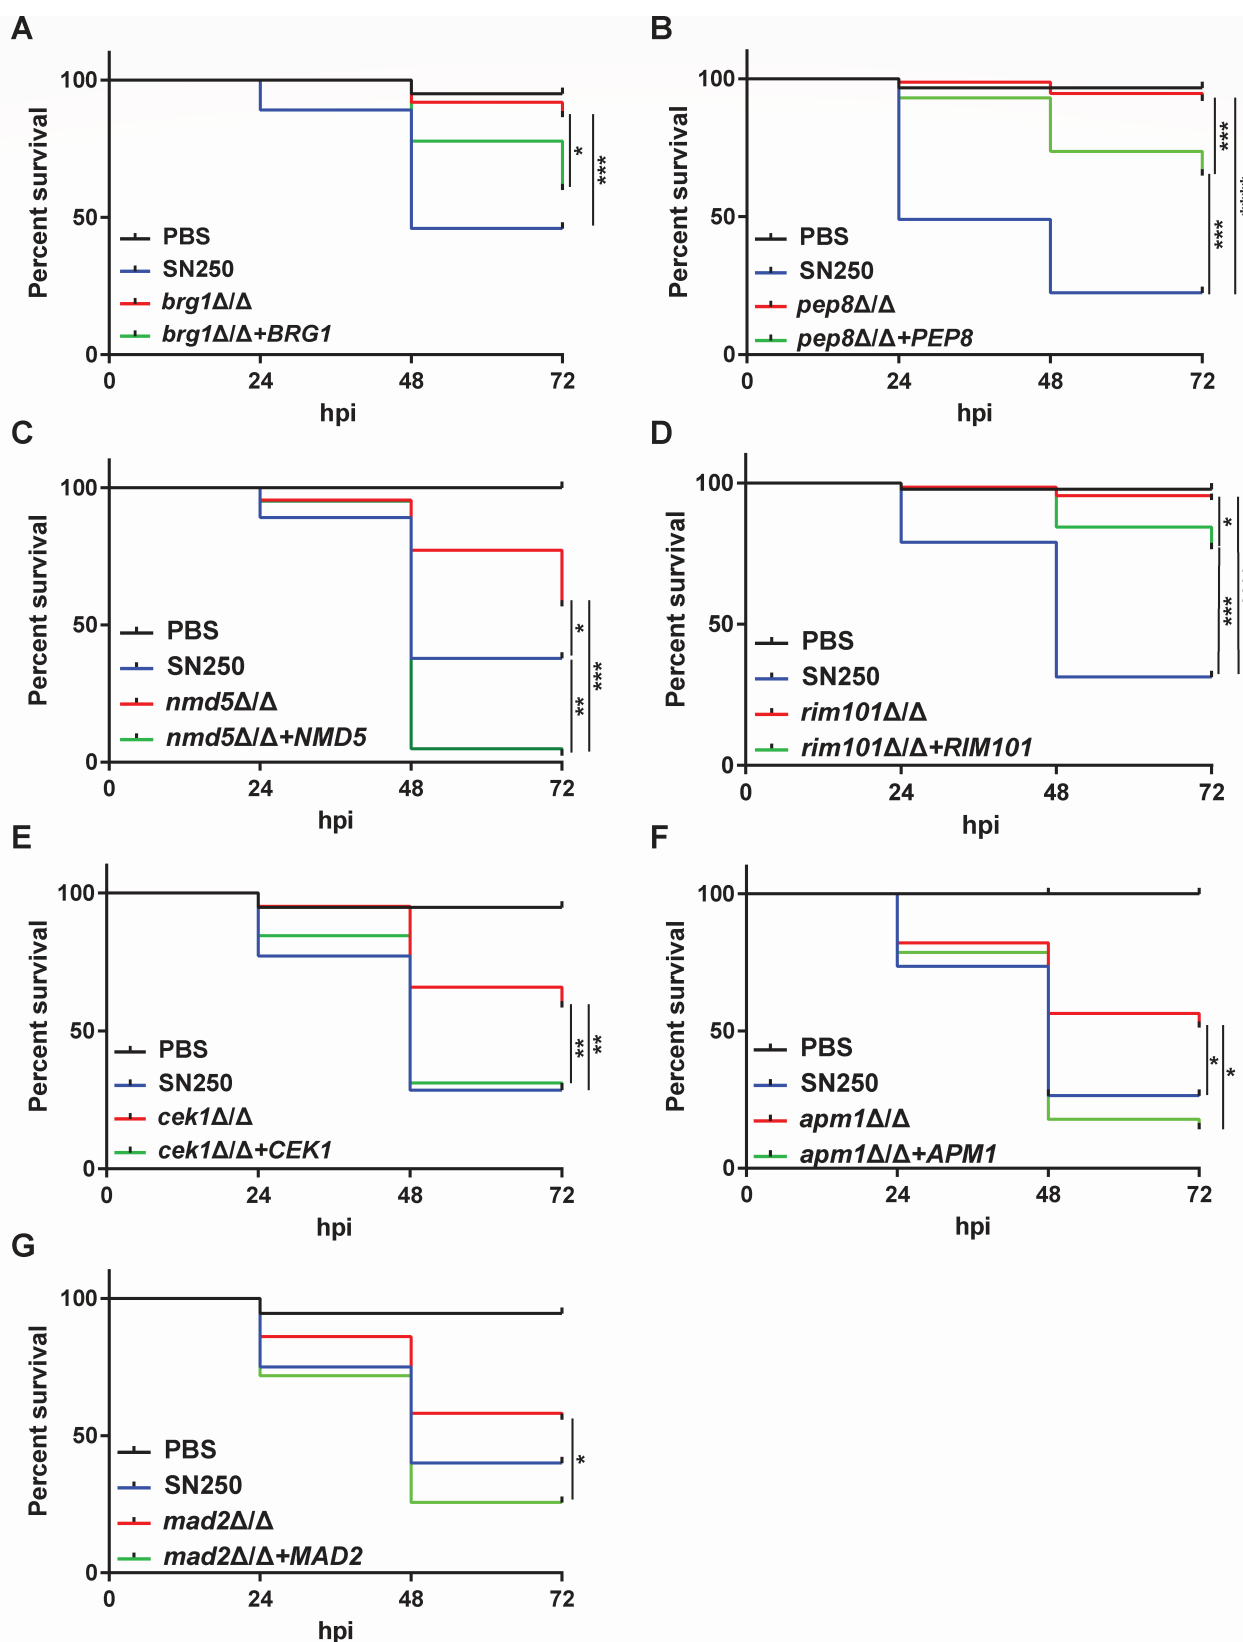 A
Percent survival
100
50
0
PBS
SN250
brg1Δ/Δ
brg1Δ/Δ+BRG1
*
***
0 24 48 72
hpi
B
Percent survival
100
50
0
PBS
SN250
pep8Δ/Δ
pep8Δ/Δ+PEP8
***
***
0 24 48 72
hpi
C
Percent survival
100
50
0
PBS
SN250
nmd5Δ/Δ
nmd5Δ/Δ+NMD5
*
**
***
0 24 48 72
hpi
D
Percent survival
100
50
0
PBS
SN250
rim101Δ/Δ
rim101Δ/Δ+RIM101
*
***
0 24 48 72
hpi
E
Percent survival
100
50
0
PBS
SN250
cek1Δ/Δ
cek1Δ/Δ+CEK1
**
**
0 24 48 72
hpi
F
Percent survival
100
50
0
PBS
SN250
apm1Δ/Δ
apm1Δ/Δ+APM1
*
*
0 24 48 72
hpi
G
Percent survival
100
50
0
PBS
SN250
mad2Δ/Δ
mad2Δ/Δ+MAD2
*
0 24 48 72
hpi